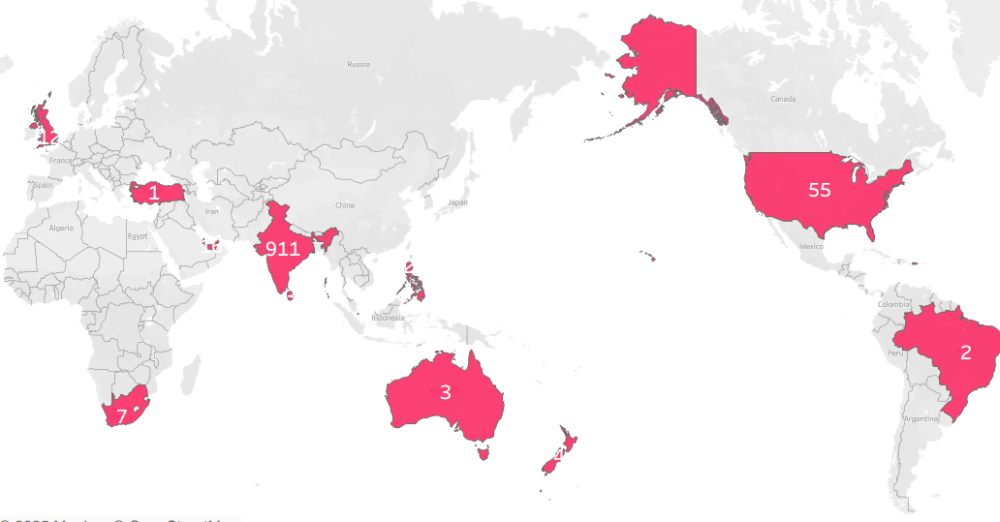 Russia
Canada
12
France
Spain
1
55
Iran
China
Japan
Algeria
Egypt
911
Mexico
Colombia
Indonesia
Peru
2
3
7
Argentina
4